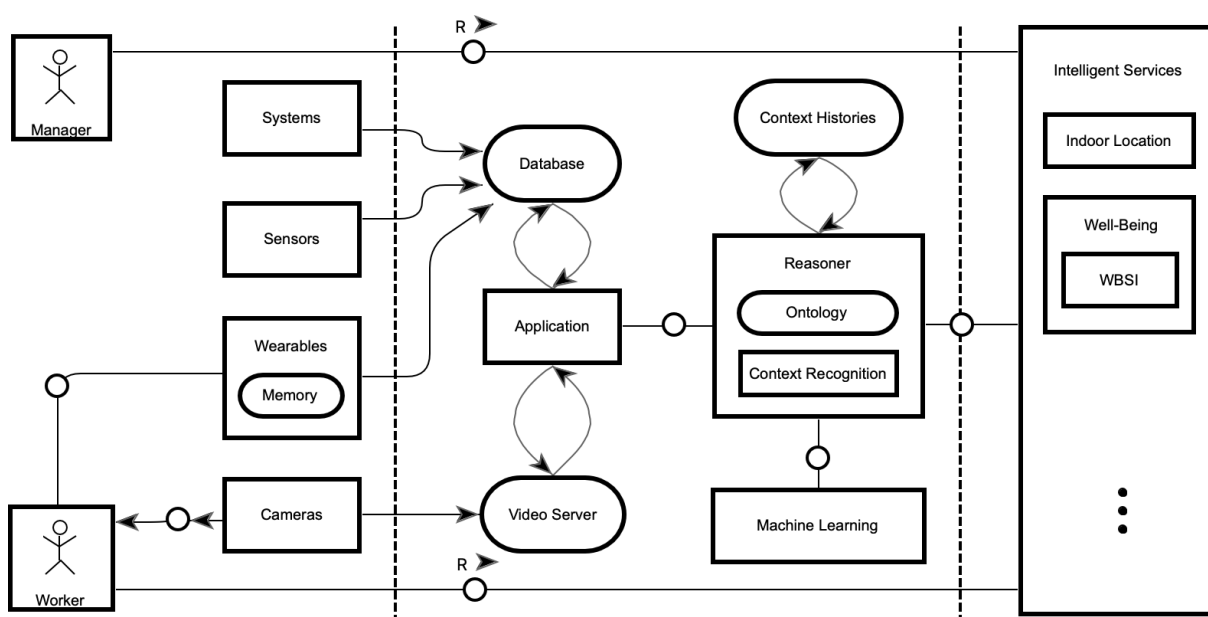 R
Manager
Systems
Context Histories
Intelligent Services
Indoor Location
Database
Sensors
Well-Being
WBSI
Reasoner
Ontology
Application
Context Recognition
Wearables
Memory
Cameras
Video Server
Machine Learning
R
Worker